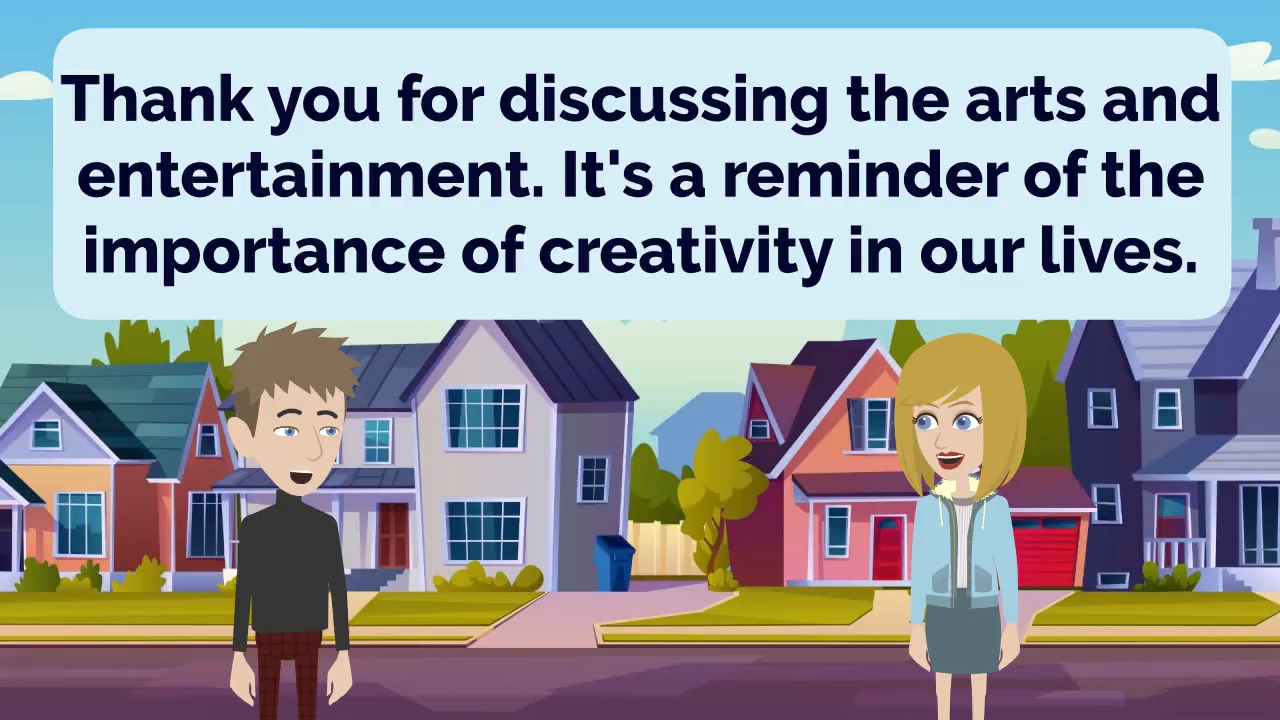 Thank you for discussing the arts and
entertainment. It's a reminder of the
importance of creativity in our lives.